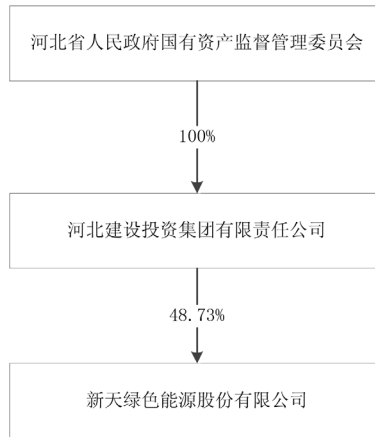 河北省人民政府国有资产监督管理委员会
100%
河北建设投资集团有限责任公司
48.73%
新天绿色能源股份有限公司